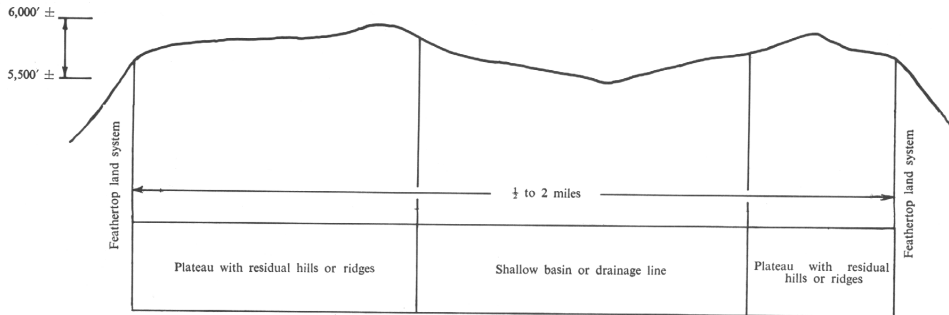 6,000' ±
5,500' ±
Feathertop land system
½ to 2 miles
Feathertop land system
Plateau with residual hills or ridges
Shallow basin or drainage line
Plateau with residual
hills or ridges